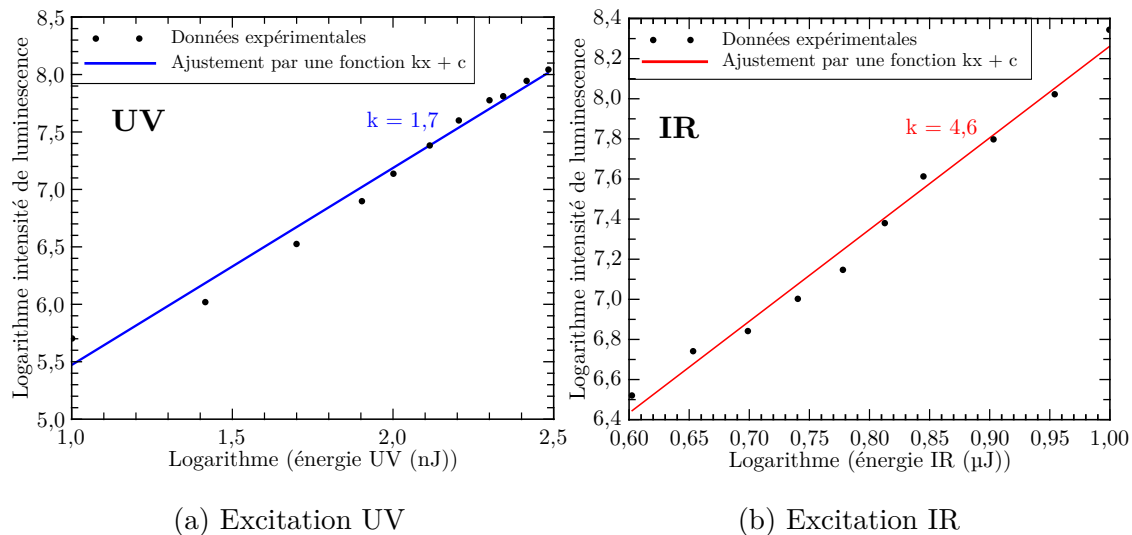 8,5
8,0
7,5
7,0
6,5
6,0
5,5
5,0
Logarithme intensité de luminescence
Données expérimentales
Ajustement par une fonction kx + c
UV
k = 1,7
1,0 1,5 2,0 2,5
Logarithme (énergie UV (nJ))
(a) Excitation UV
8,4
8,2
8,0
7,8
7,6
7,4
7,2
7,0
6,8
6,6
6,4
Logarithme intensité de luminescence
Données expérimentales
Ajustement par une fonction kx + c
IR
k = 4,6
0,60 0,65 0,70 0,75 0,80 0,85 0,90 0,95 1,00
Logarithme (énergie IR (µJ))
(b) Excitation IR